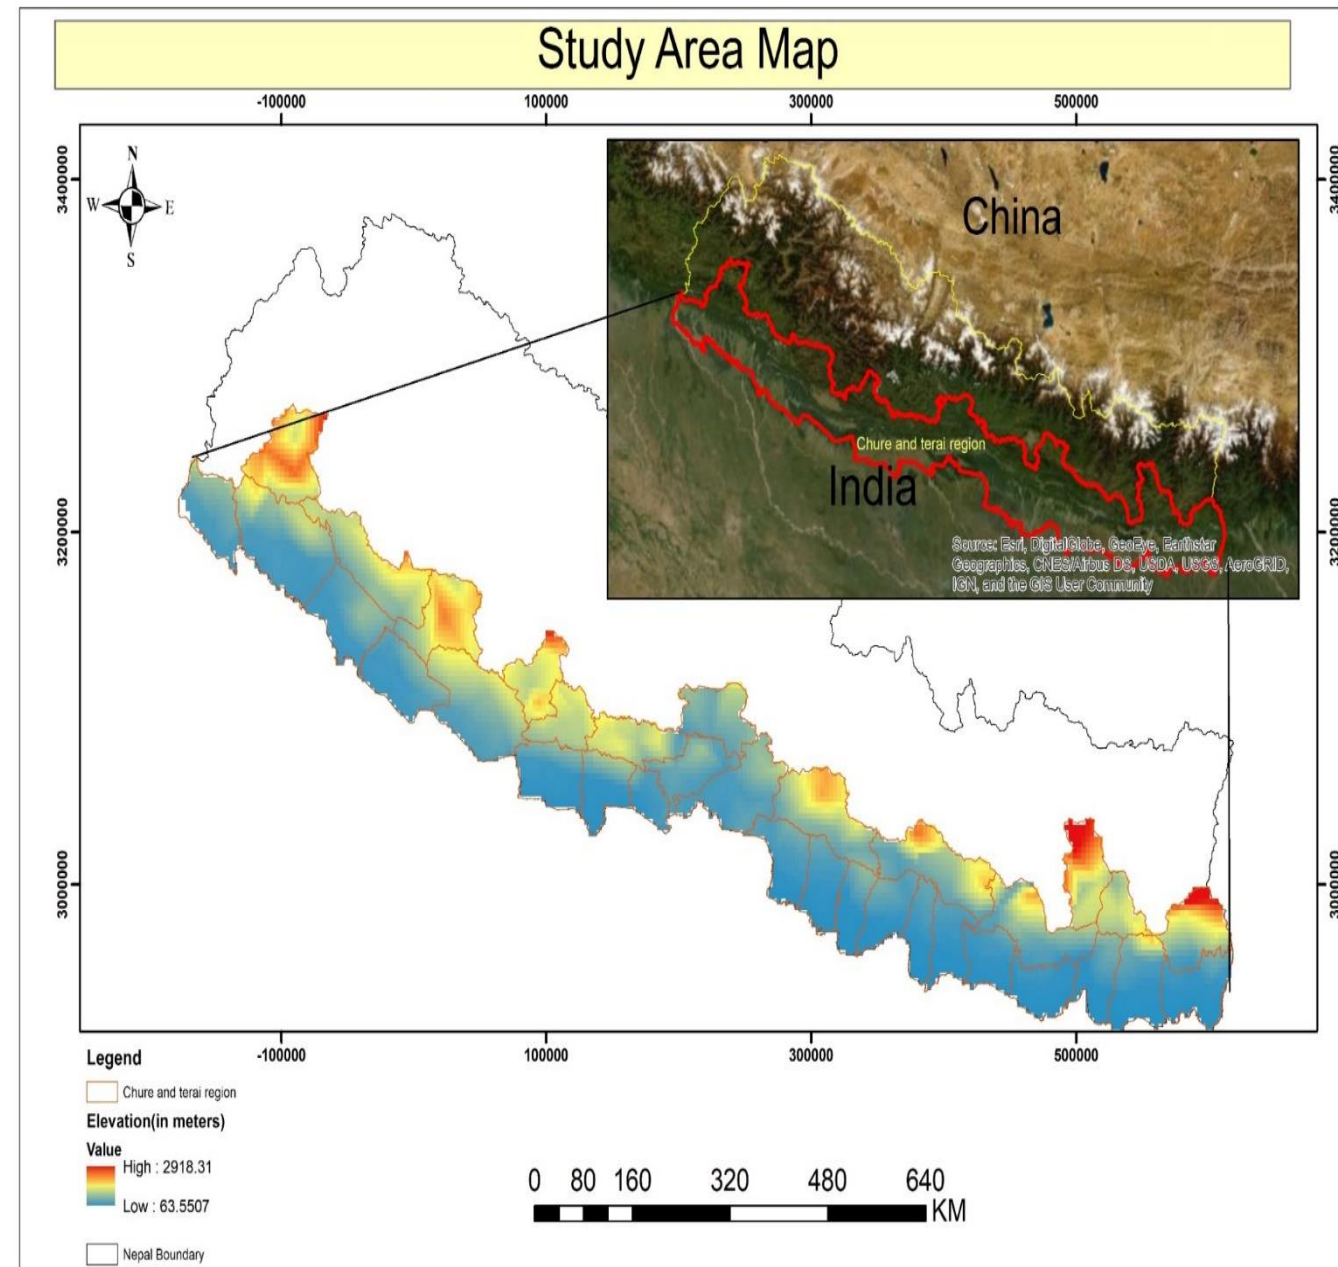 Study Area Map
-100000 100000 300000 500000
3400000 3400000
N
W E
S
China
Chure and terai region
India
3200000 3200000
Source: Esri, DigitalGlobe, GeoEye, Earthstar
Geographics, CNES/Airbus DS, USDA, USGS, AeroGRID,
IGN, and the GIS User Community
3000000 3000000
-100000 100000 300000 500000
Legend
Chure and terai region
Elevation(in meters)
Value
High : 2918.31
Low : 63.5507
Nepal Boundary
0 80 160 320 480 640
KM